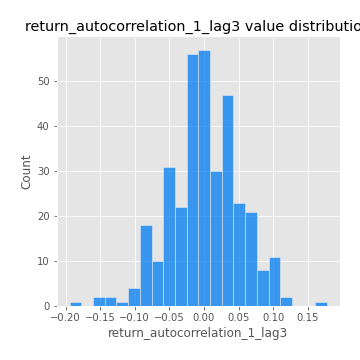 return_autocorrelation_1_lag3 value distributio
50
40
30
20
10
0
Count
−0.20 −0.15 −0.10 −0.05 0.00 0.05 0.10 0.15
return_autocorrelation_1_lag3